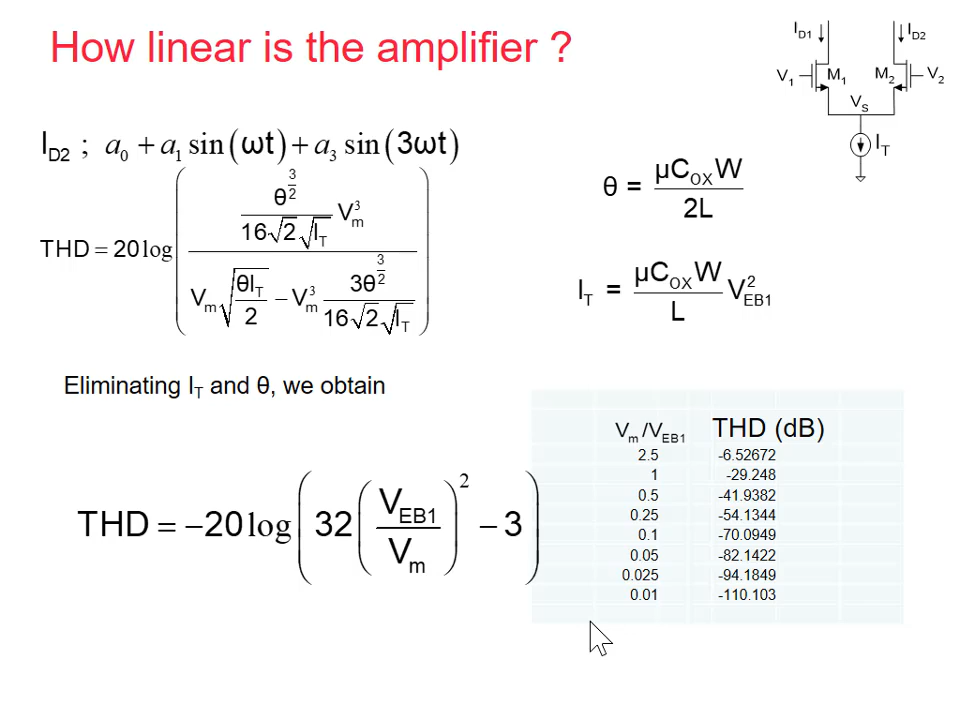 How linear is the amplifier ?
I_D1 I_D2
V_1 M_1 M_2 V_2
V_S
I_T
I_D2 ; a_0 + a_1 sin(ωt) + a_3 sin(3ωt)
THD = 20log( ( θ^(3/2) / (16√2 √I_T) V_m^3 ) / ( V_m √(θI_T / 2) − V_m^3 3θ^(3/2) / (16√2 √I_T) ) )
θ = μC_OX W / 2L
I_T = μC_OX W / L V_EB1^2
Eliminating I_T and θ, we obtain
THD = −20log( 32 ( V_EB1 / V_m )^2 − 3 )
V_m /V_EB1 THD (dB)
2.5 -6.52672
1 -29.248
0.5 -41.9382
0.25 -54.1344
0.1 -70.0949
0.05 -82.1422
0.025 -94.1849
0.01 -110.103